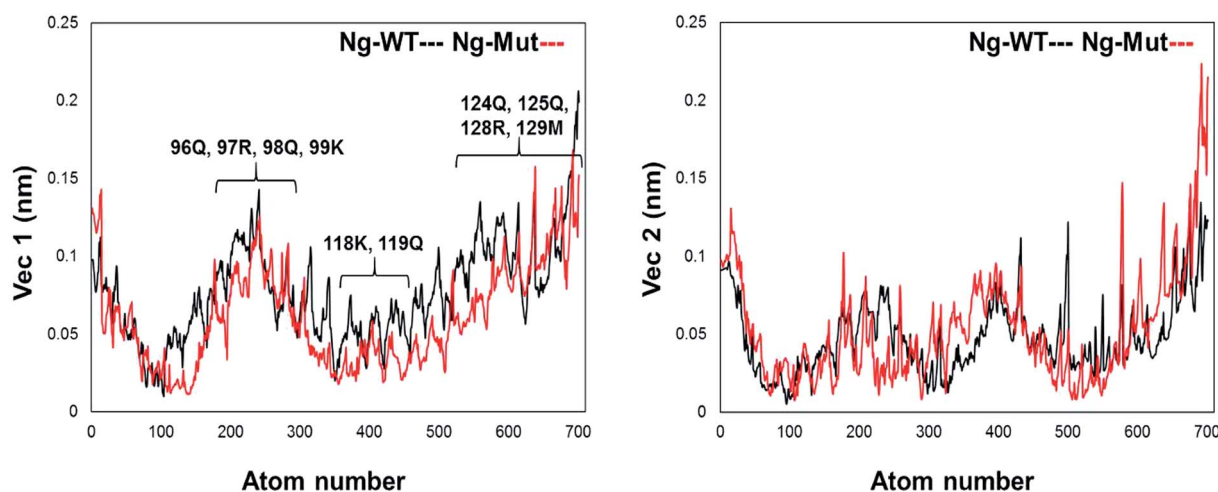 0.25
0.2
0.15
0.1
0.05
0
Vec 1 (nm)
Ng-WT--- Ng-Mut---
96Q, 97R, 98Q, 99K
118K, 119Q
124Q, 125Q,
128R, 129M
0 100 200 300 400 500 600 700
Atom number
0.25
0.2
0.15
0.1
0.05
0
Vec 2 (nm)
Ng-WT--- Ng-Mut---
0 100 200 300 400 500 600 700
Atom number